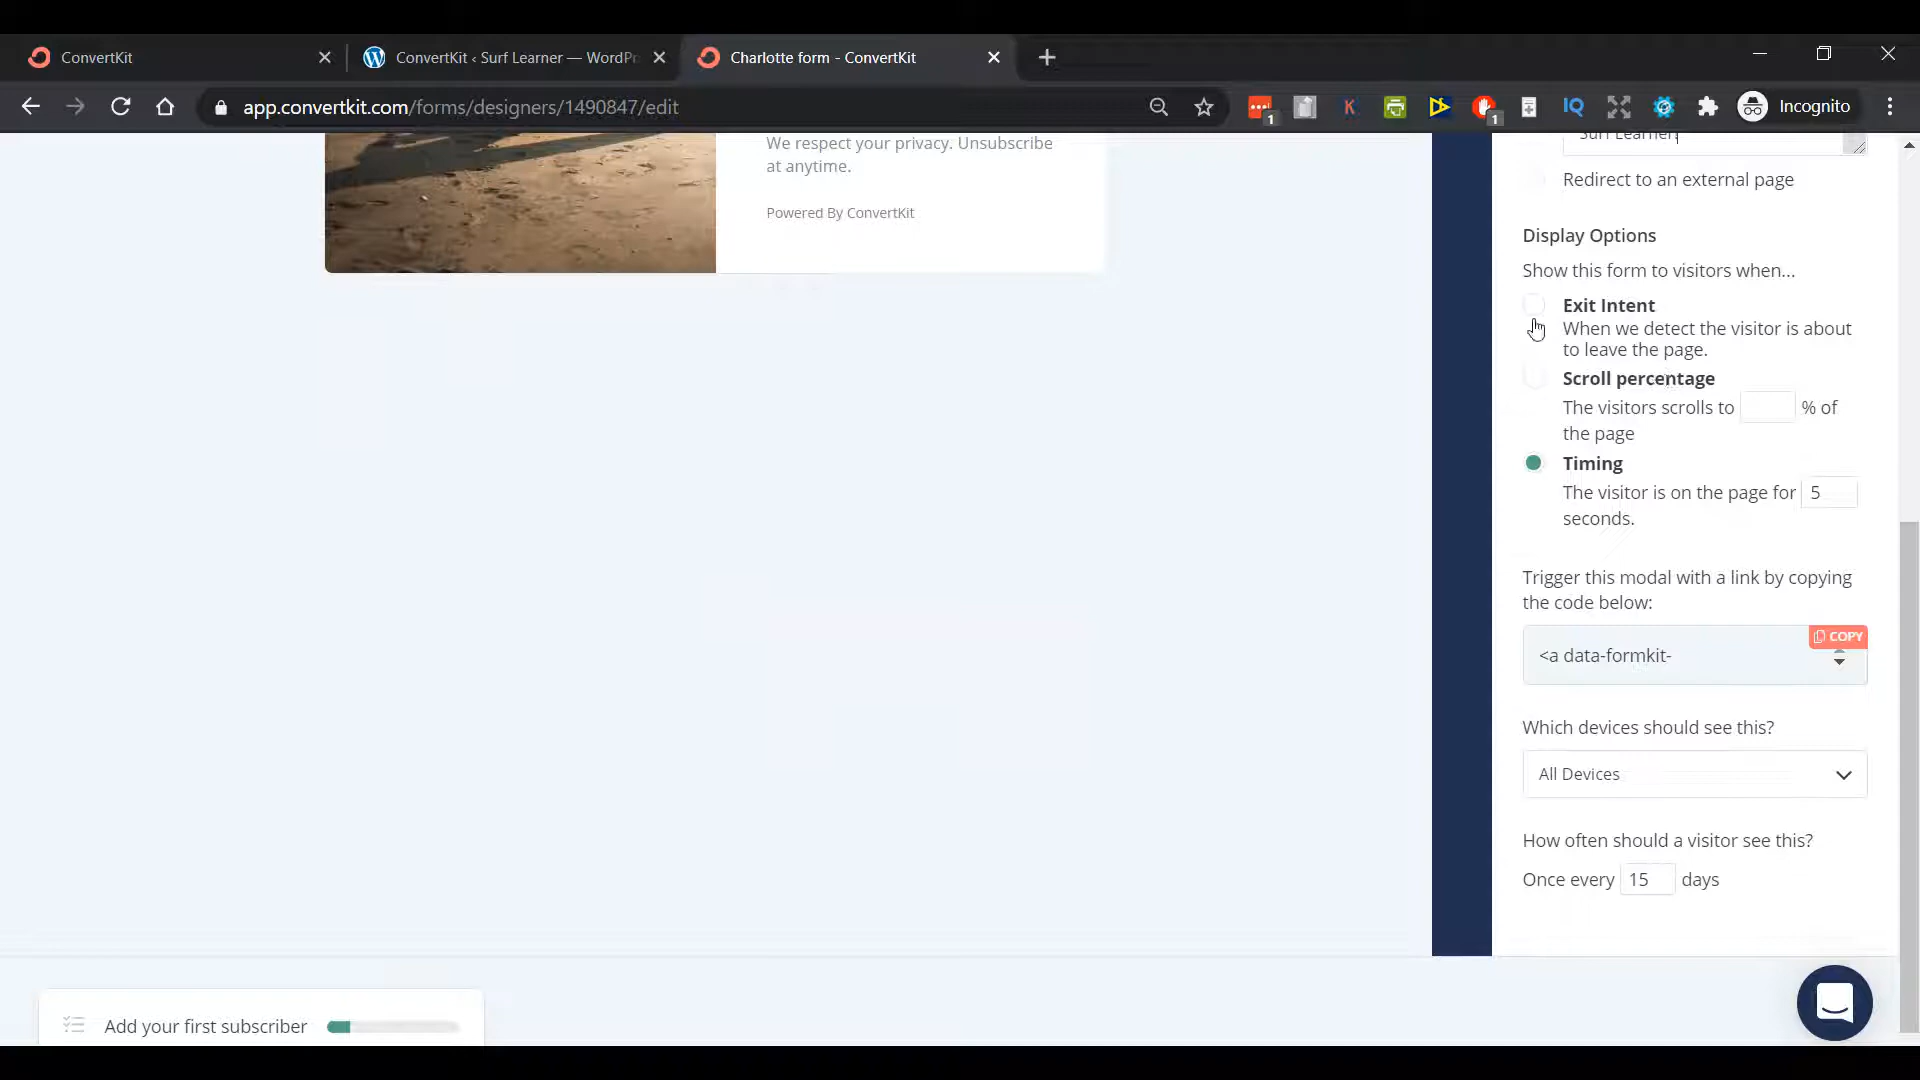 ConvertKit
ConvertKit ‹ Surf Learner — WordPr
Charlotte form - ConvertKit
app.convertkit.com/forms/designers/1490847/edit
1
K
1
IQ
Incognito
We respect your privacy. Unsubscribe
at anytime.
Powered By ConvertKit
Surf Learner
Redirect to an external page
Display Options
Show this form to visitors when...
Exit Intent
When we detect the visitor is about
to leave the page.
Scroll percentage
The visitors scrolls to % of
the page
Timing
The visitor is on the page for 5
seconds.
Trigger this modal with a link by copying
the code below:
COPY
<a data-formkit-
Which devices should see this?
All Devices
How often should a visitor see this?
Once every 15 days
Add your first subscriber